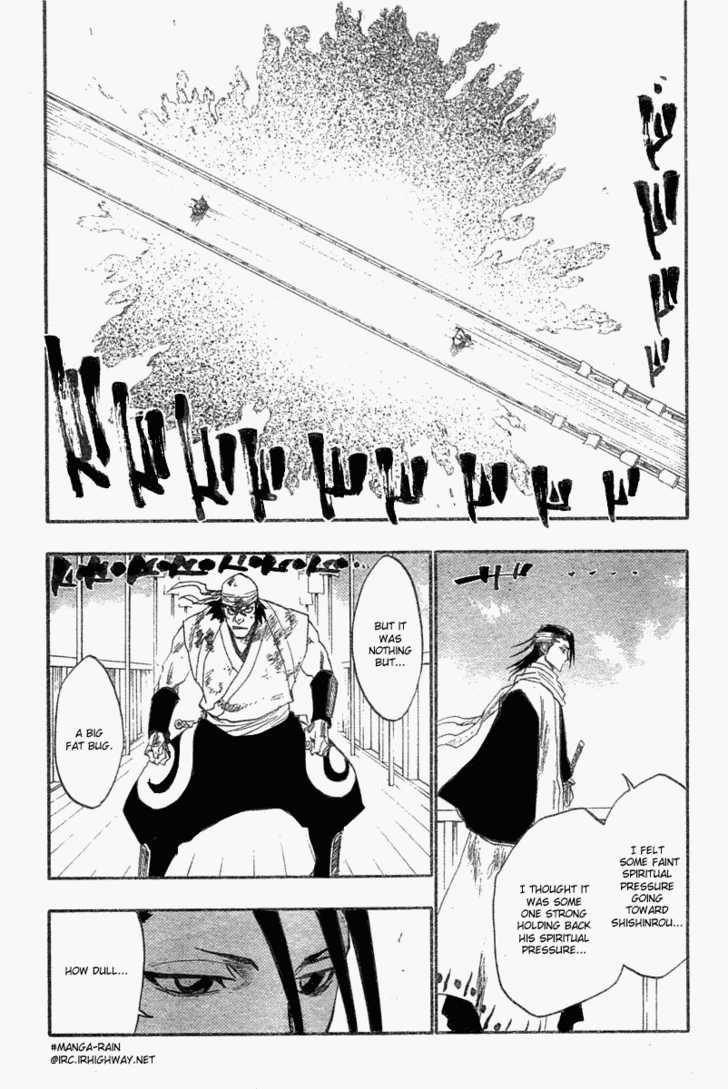 I FELT
SOME FAINT
SPIRITUAL
PRESSURE
GOING
TOWARD
SHISHINROU...
I THOUGHT IT
WAS SOME
ONE STRONG
HOLDING BACK
HIS SPIRITUAL
PRESSURE...
BUT IT
WAS
NOTHING
BUT...
A BIG
FAT BUG.
HOW DULL...
#MANGA-RAIN
@IRC.IRHIGHWAY.NET